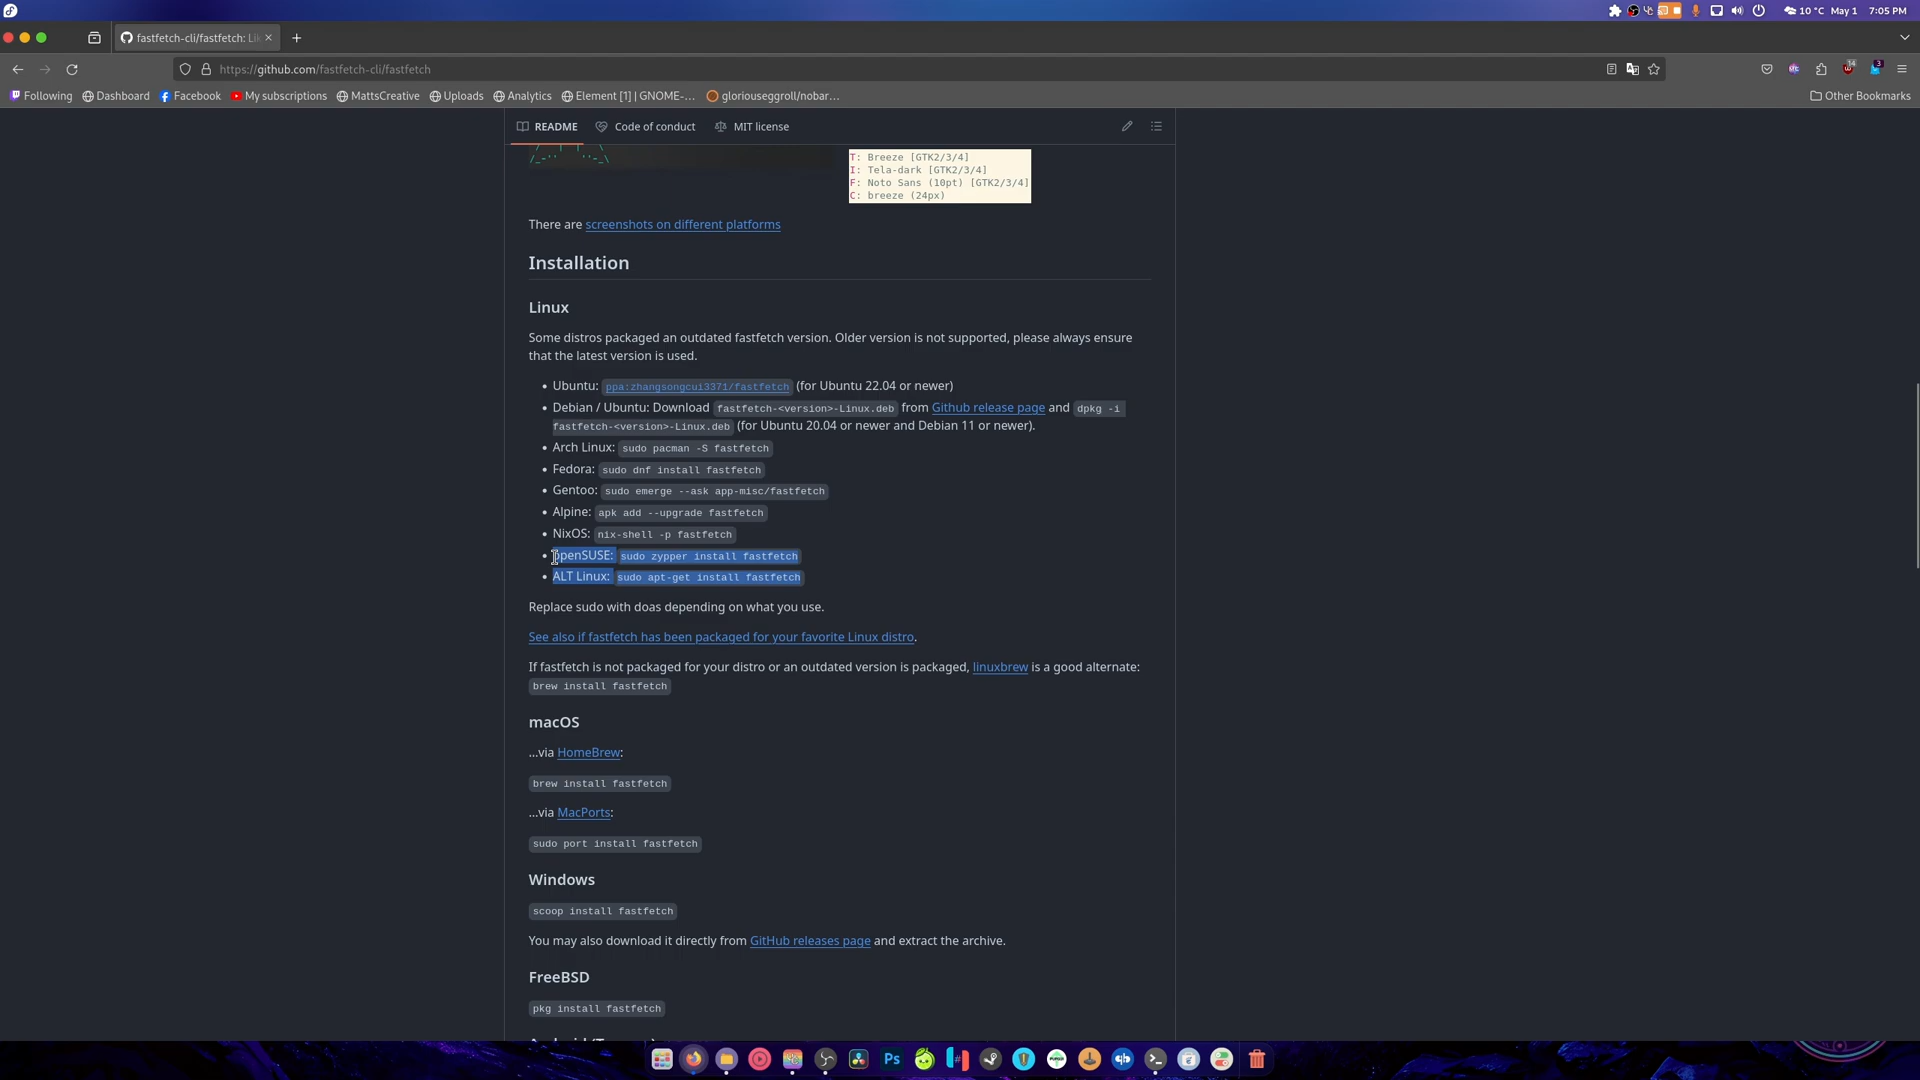 10 °C May 1 7:05 PM
fastfetch-cli/fastfetch: Li
https://github.com/fastfetch-cli/fastfetch
14 3
Following Dashboard Facebook My subscriptions MattsCreative Uploads Analytics Element [1] | GNOME-... gloriouseggroll/nobar... Other Bookmarks
README Code of conduct MIT license
/_-'' ''-_\
T: Breeze [GTK2/3/4]
I: Tela-dark [GTK2/3/4]
F: Noto Sans (10pt) [GTK2/3/4]
C: breeze (24px)
There are screenshots on different platforms
Installation
Linux
Some distros packaged an outdated fastfetch version. Older version is not supported, please always ensure
that the latest version is used.
• Ubuntu: ppa:zhangsongcui3371/fastfetch (for Ubuntu 22.04 or newer)
• Debian / Ubuntu: Download fastfetch-<version>-Linux.deb from Github release page and dpkg -i
fastfetch-<version>-Linux.deb (for Ubuntu 20.04 or newer and Debian 11 or newer).
• Arch Linux: sudo pacman -S fastfetch
• Fedora: sudo dnf install fastfetch
• Gentoo: sudo emerge --ask app-misc/fastfetch
• Alpine: apk add --upgrade fastfetch
• NixOS: nix-shell -p fastfetch
• openSUSE: sudo zypper install fastfetch
• ALT Linux: sudo apt-get install fastfetch
Replace sudo with doas depending on what you use.
See also if fastfetch has been packaged for your favorite Linux distro.
If fastfetch is not packaged for your distro or an outdated version is packaged, linuxbrew is a good alternate:
brew install fastfetch
macOS
...via HomeBrew:
brew install fastfetch
...via MacPorts:
sudo port install fastfetch
Windows
scoop install fastfetch
You may also download it directly from GitHub releases page and extract the archive.
FreeBSD
pkg install fastfetch
Ps